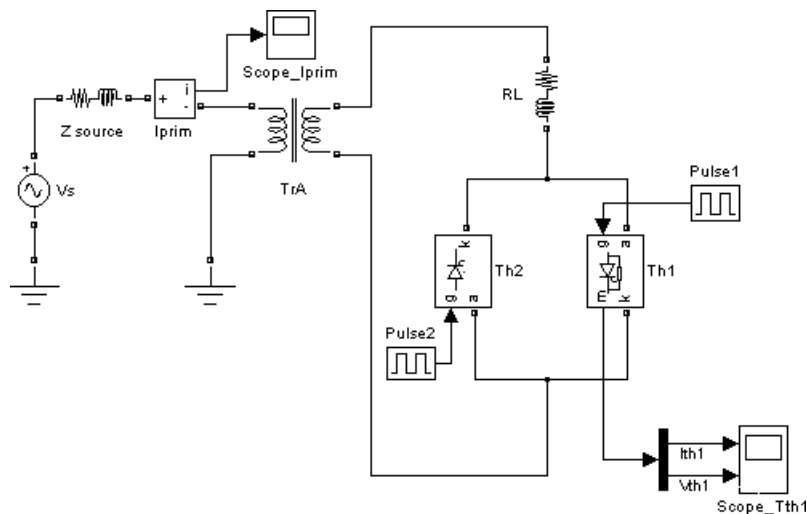 i
+
-
Scope_Iprim
Z source
Iprim
+
Vs
TrA
RL
Pulse1
k
g
a
Th2
g
a
m
k
Th1
Pulse2
Ith1
Vth1
Scope_Tth1